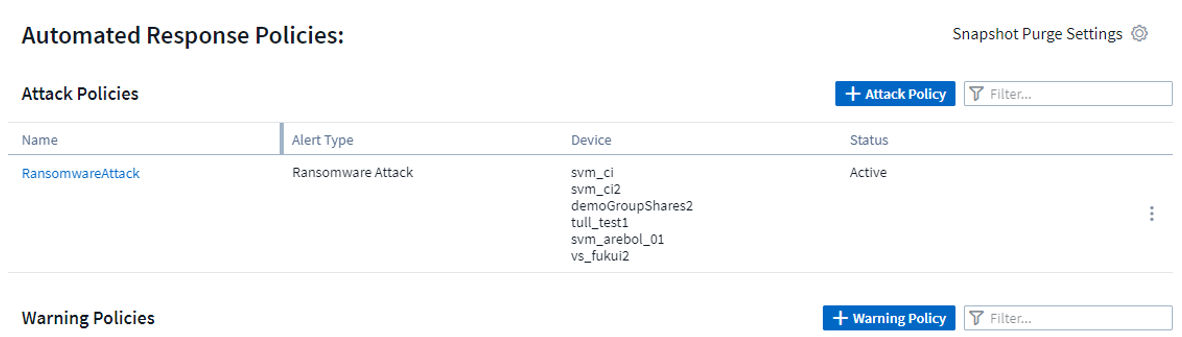 Automated Response Policies:
Snapshot Purge Settings
Attack Policies
+ Attack Policy
Filter...
Name Alert Type Device Status
RansomwareAttack Ransomware Attack svm_ci Active
svm_ci2
demoGroupShares2
tull_test1
svm_arebol_01
vs_fukui2
Warning Policies
+ Warning Policy
Filter...